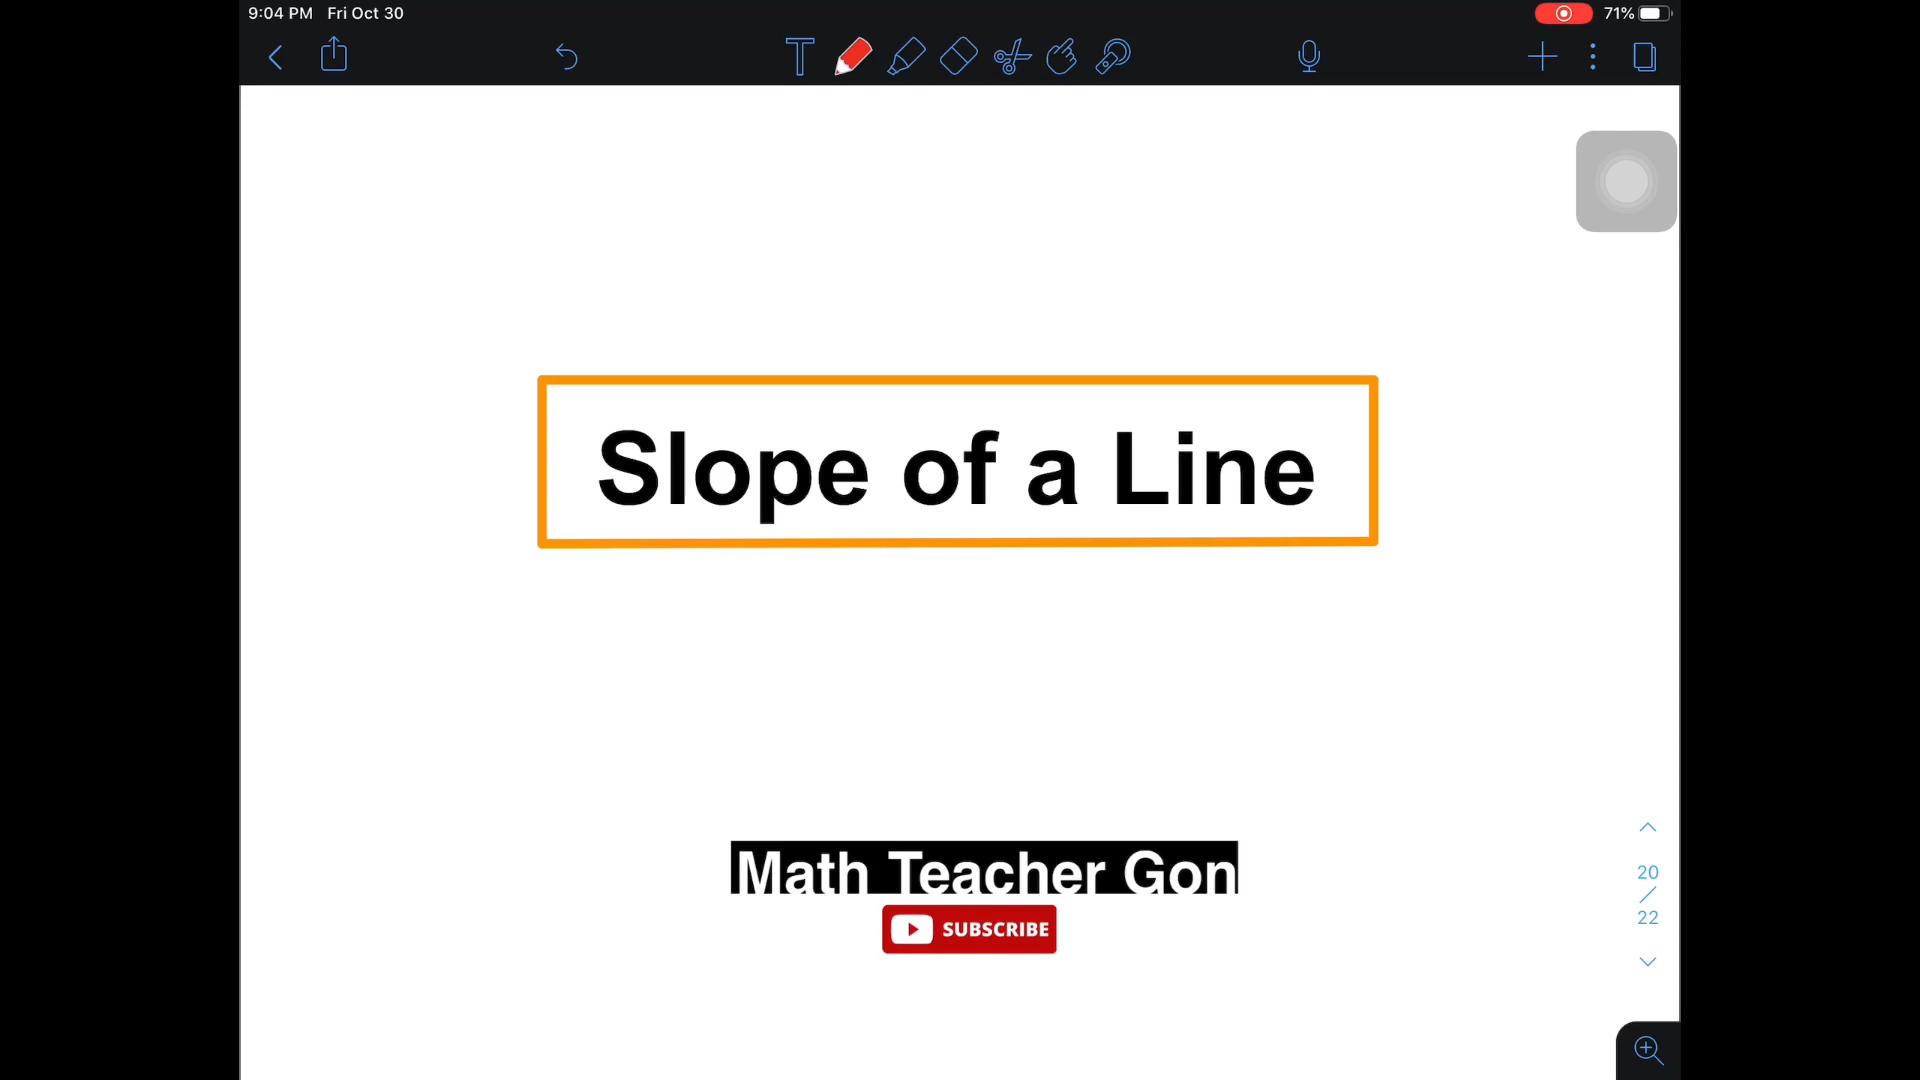 9:04 PM Fri Oct 30
71%
Slope of a Line
Math Teacher Gon
SUBSCRIBE
20
/
22